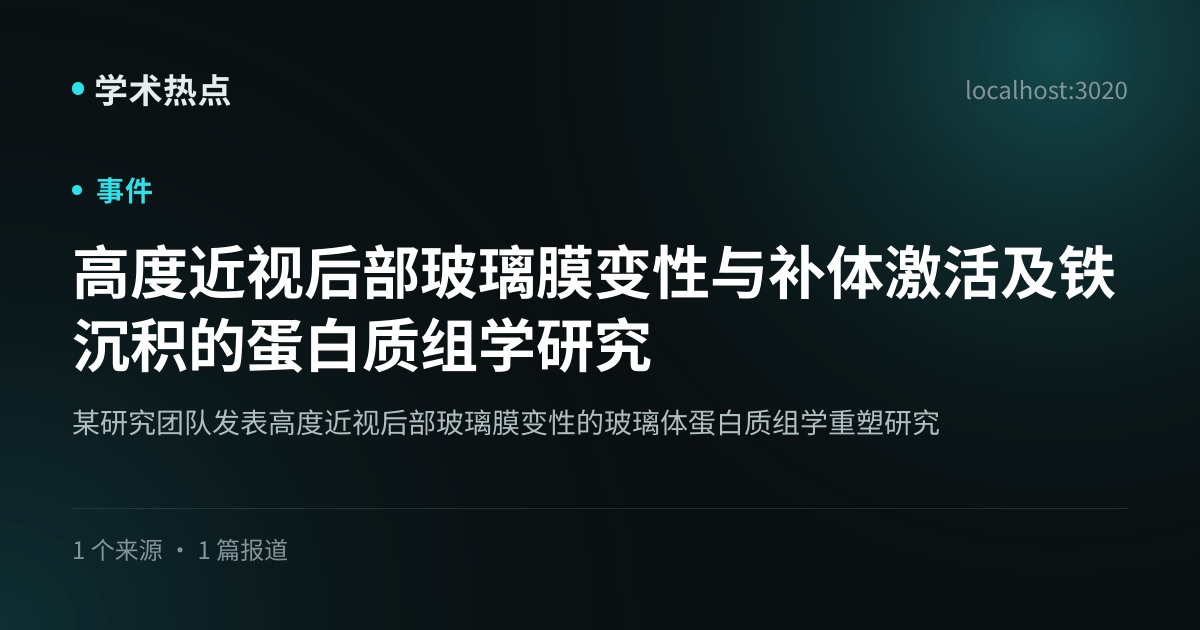 学术热点
localhost:3020
事件
高度近视后部玻璃膜变性与补体激活及铁
沉积的蛋白质组学研究
某研究团队发表高度近视后部玻璃膜变性的玻璃体蛋白质组学重塑研究
1 个来源 · 1 篇报道